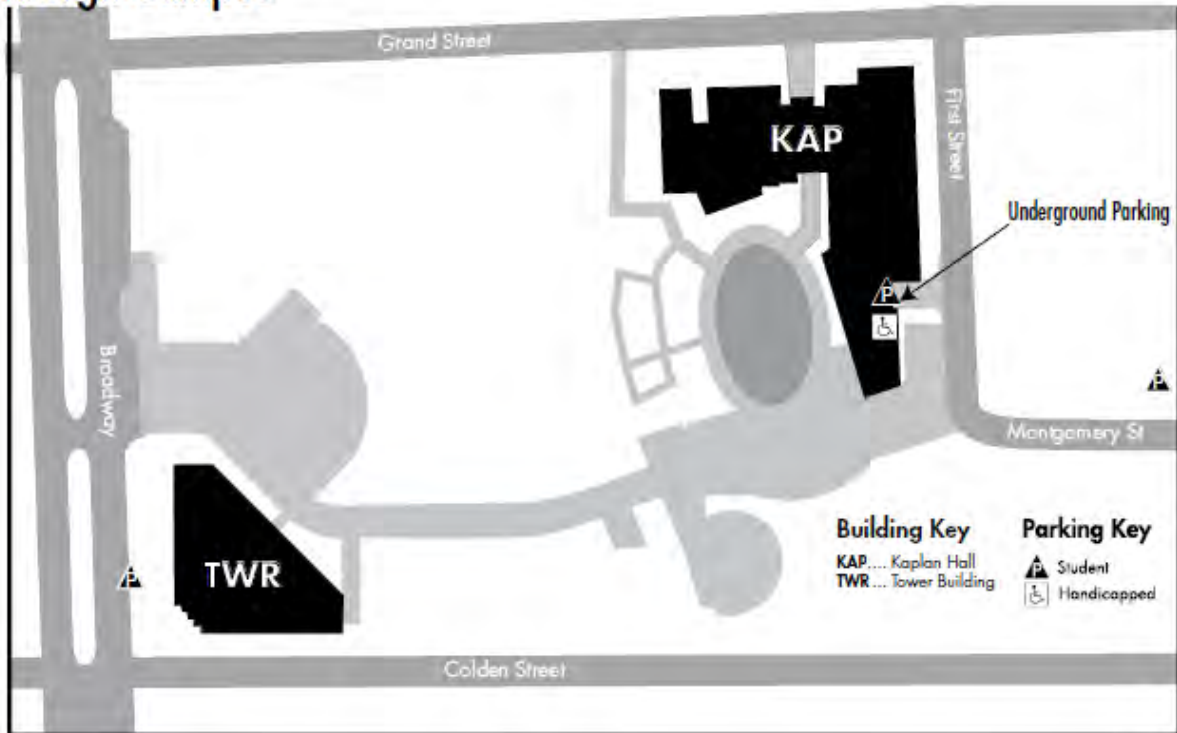 Grand Street
KAP
First Street
Underground Parking
P
P
Broadway
Montgomery St
Building Key
KAP.... Kaplan Hall
TWR ... Tower Building
Parking Key
P Student
Handicapped
P
TWR
Colden Street